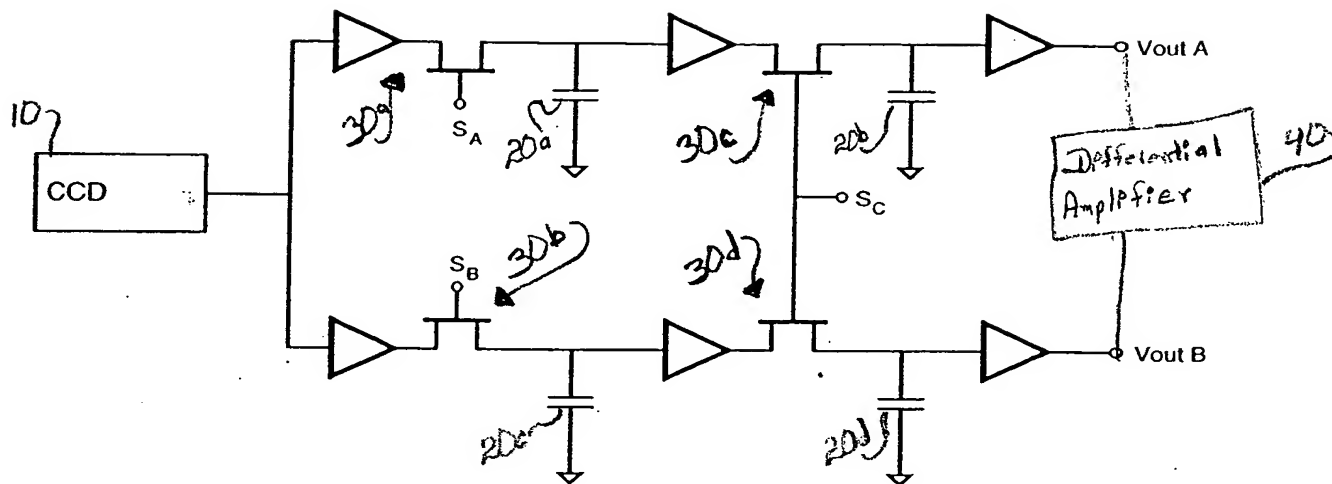 Vout A
30a
SA
20a
30c
20b
10
CCD
SC
Differential
Amplifier
40
SB
30b
30d
Vout B
20c
20d